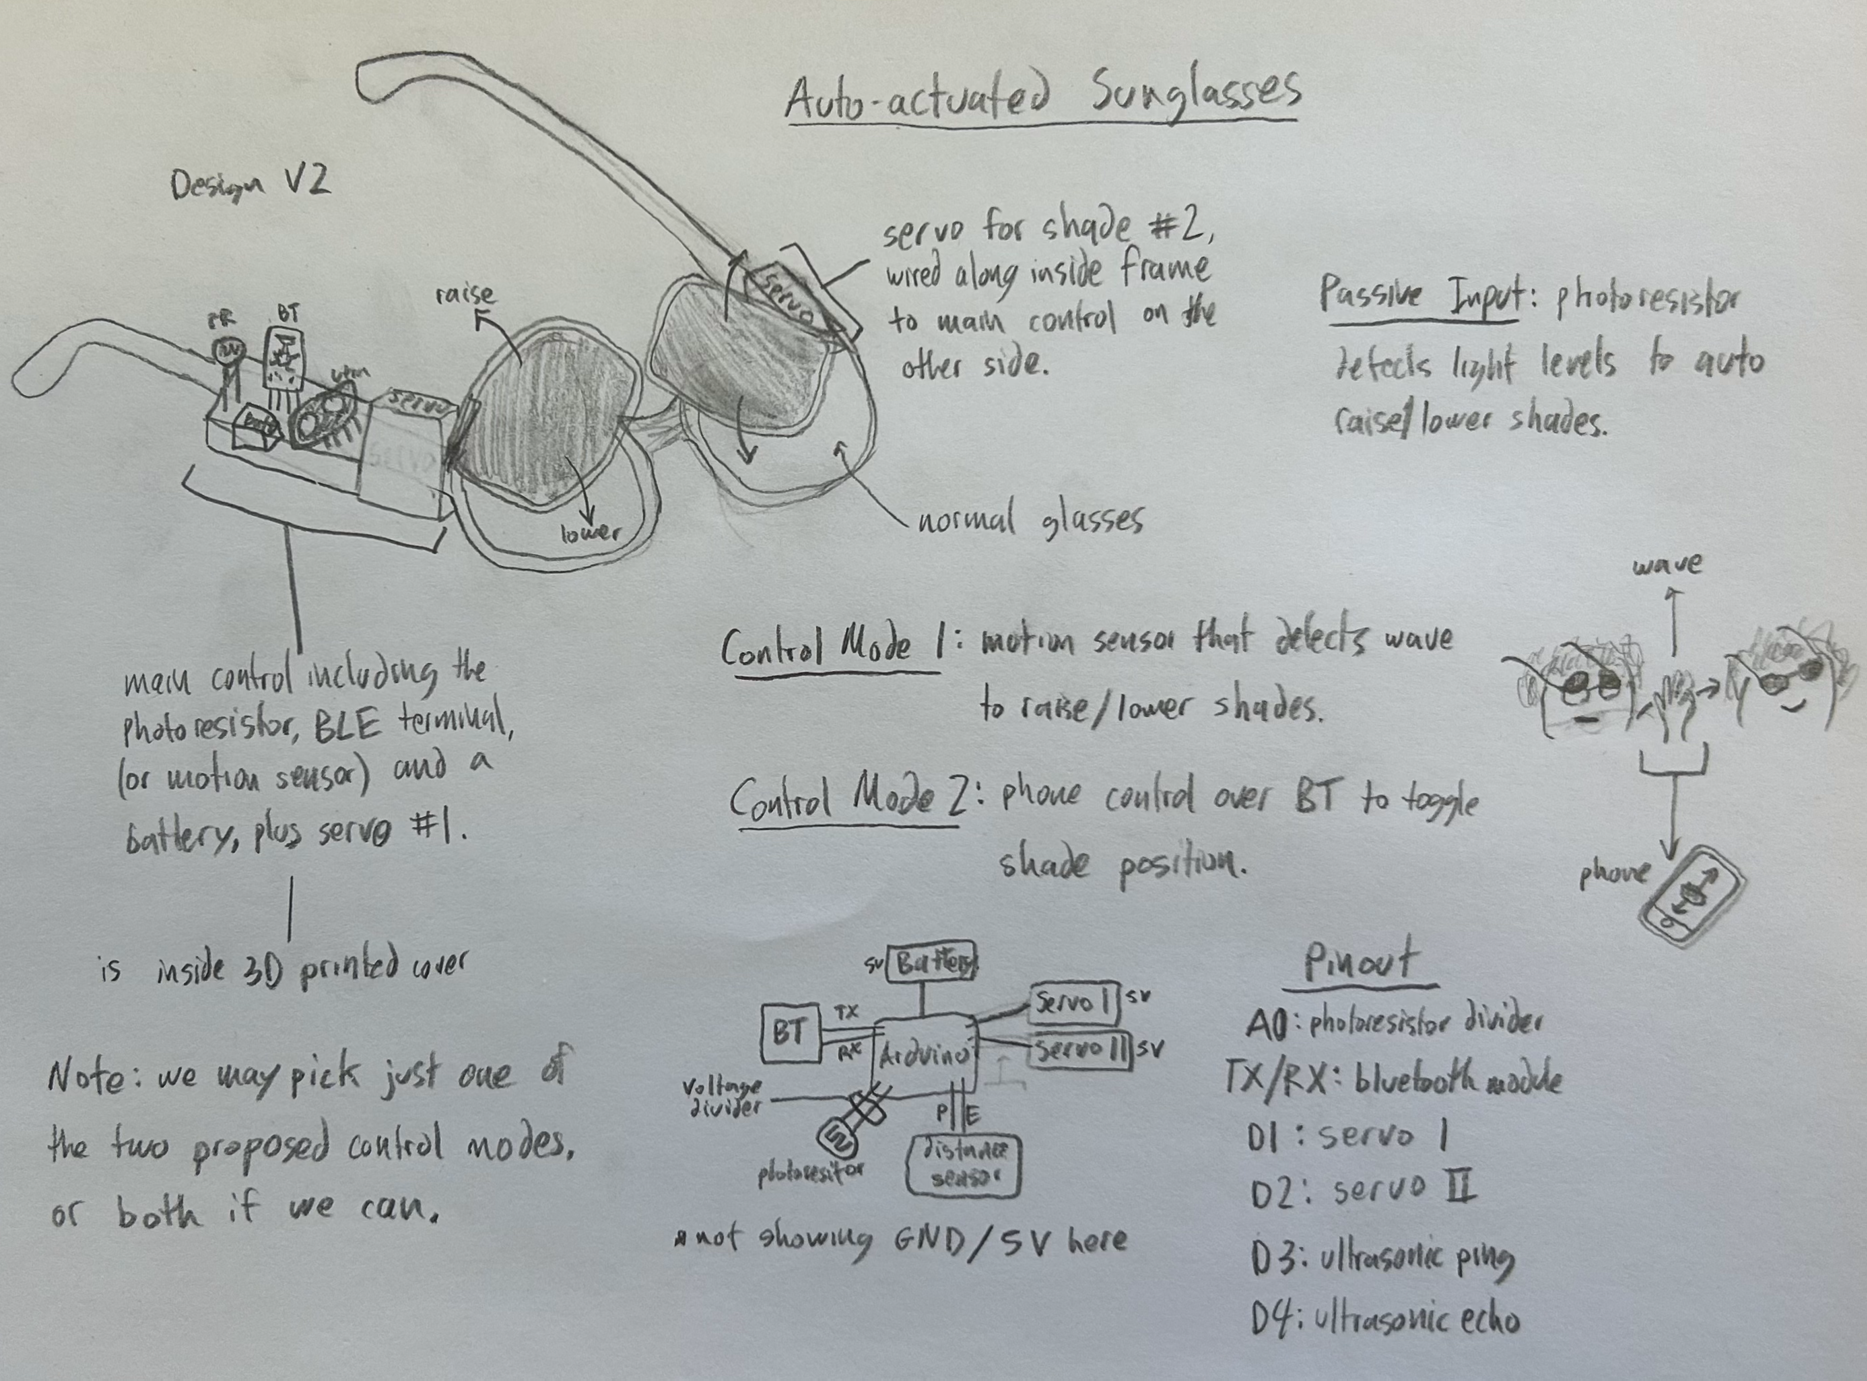 Auto-actuated Sunglasses
Design V2
servo for shade #2,
wired along inside frame
to main control on the
other side.
Passive Input: photoresistor
detects light levels to auto
raise/lower shades.
raise
PR
BT
servo
servo
lower
normal glasses
main control including the
photoresistor, BLE terminal,
(or motion sensor) and a
battery, plus servo #1.
is inside 3D printed cover
Note: we may pick just one of
the two proposed control modes,
or both if we can.
Control Mode 1: motion sensor that detects wave
to raise/lower shades.
Control Mode 2: phone control over BT to toggle
shade position.
wave
phone
5V Battery
BT
TX
RX
Arduino
Servo I 5V
Servo II 5V
voltage
divider
photoresitor
P E
distance
sensor
*not showing GND/5V here
Pinout
A0: photoresistor divider
TX/RX: bluetooth module
D1: servo 1
D2: servo II
D3: ultrasonic ping
D4: ultrasonic echo